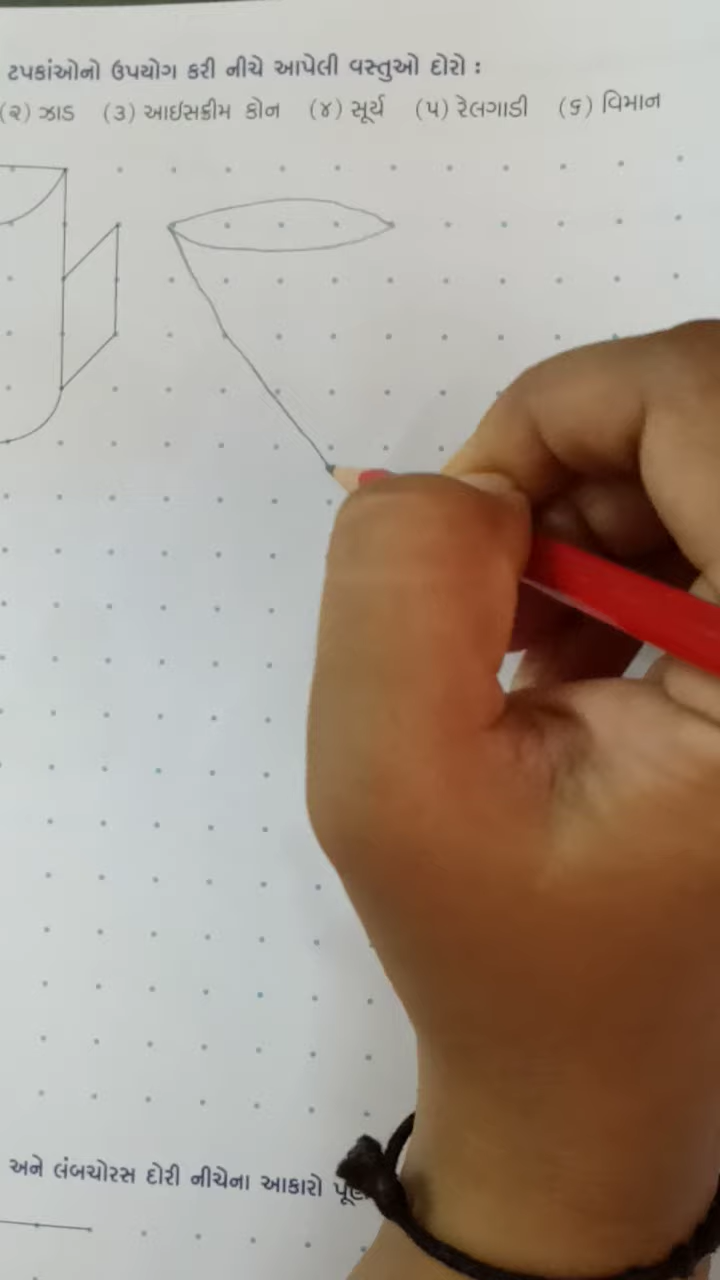 ટપકાંઓનો ઉપયોગ કરી નીચે આપેલી વસ્તુઓ દોરો :
(૨) ઝાડ (૩) આઇસક્રીમ કોન (૪) સૂર્ય (૫) રેલગાડી (૬) વિમાન
અને લંબચોરસ દોરી નીચેના આકારો